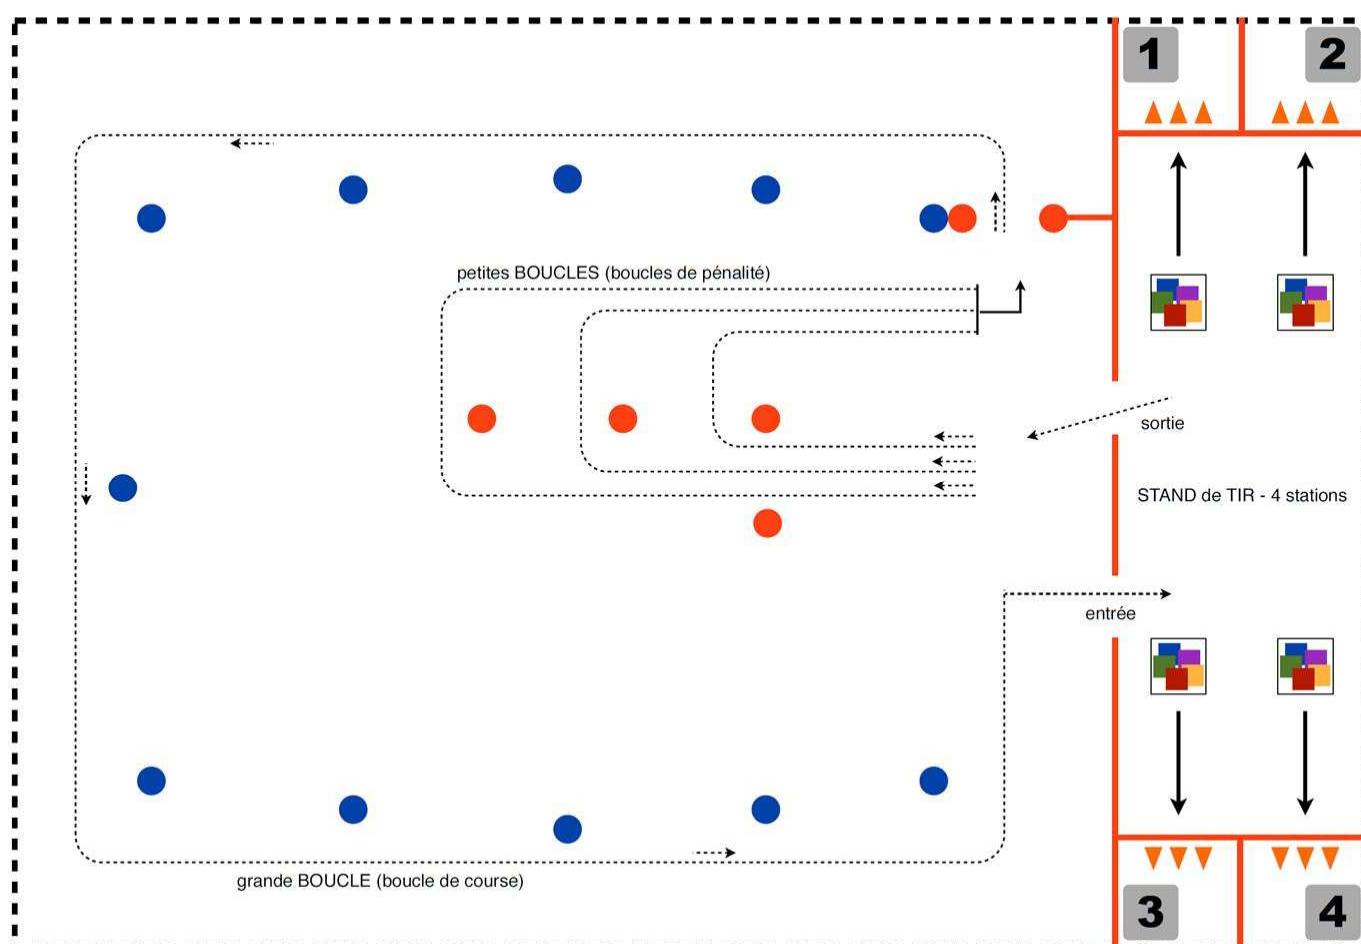 1
2
petites BOUCLES (boucles de pénalité)
sortie
STAND de TIR - 4 stations
entrée
grande BOUCLE (boucle de course)
3
4